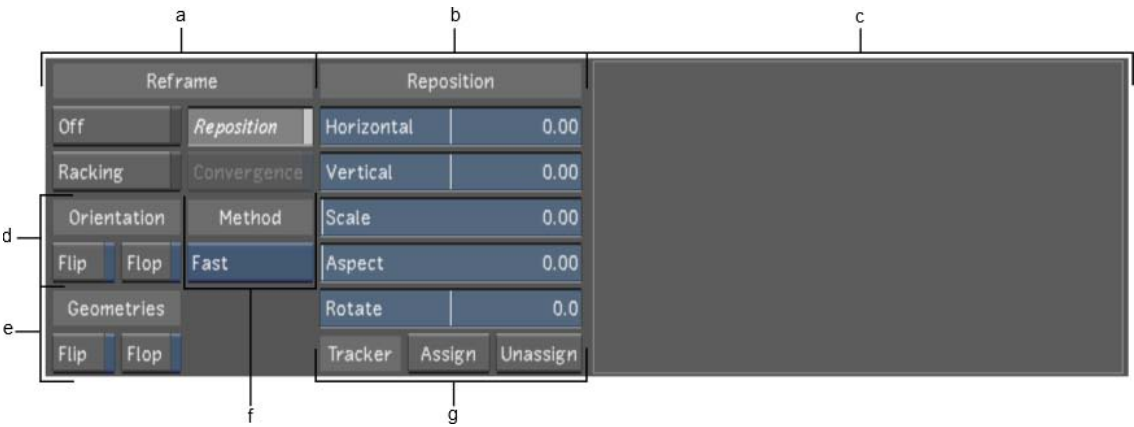 a b c
Reframe Reposition
Off Reposition Horizontal 0.00
Racking Convergence Vertical 0.00
d Orientation Method Scale 0.00
Flip Flop Fast Aspect 0.00
Geometries Rotate 0.0
e
Flip Flop Tracker Assign Unassign
f g